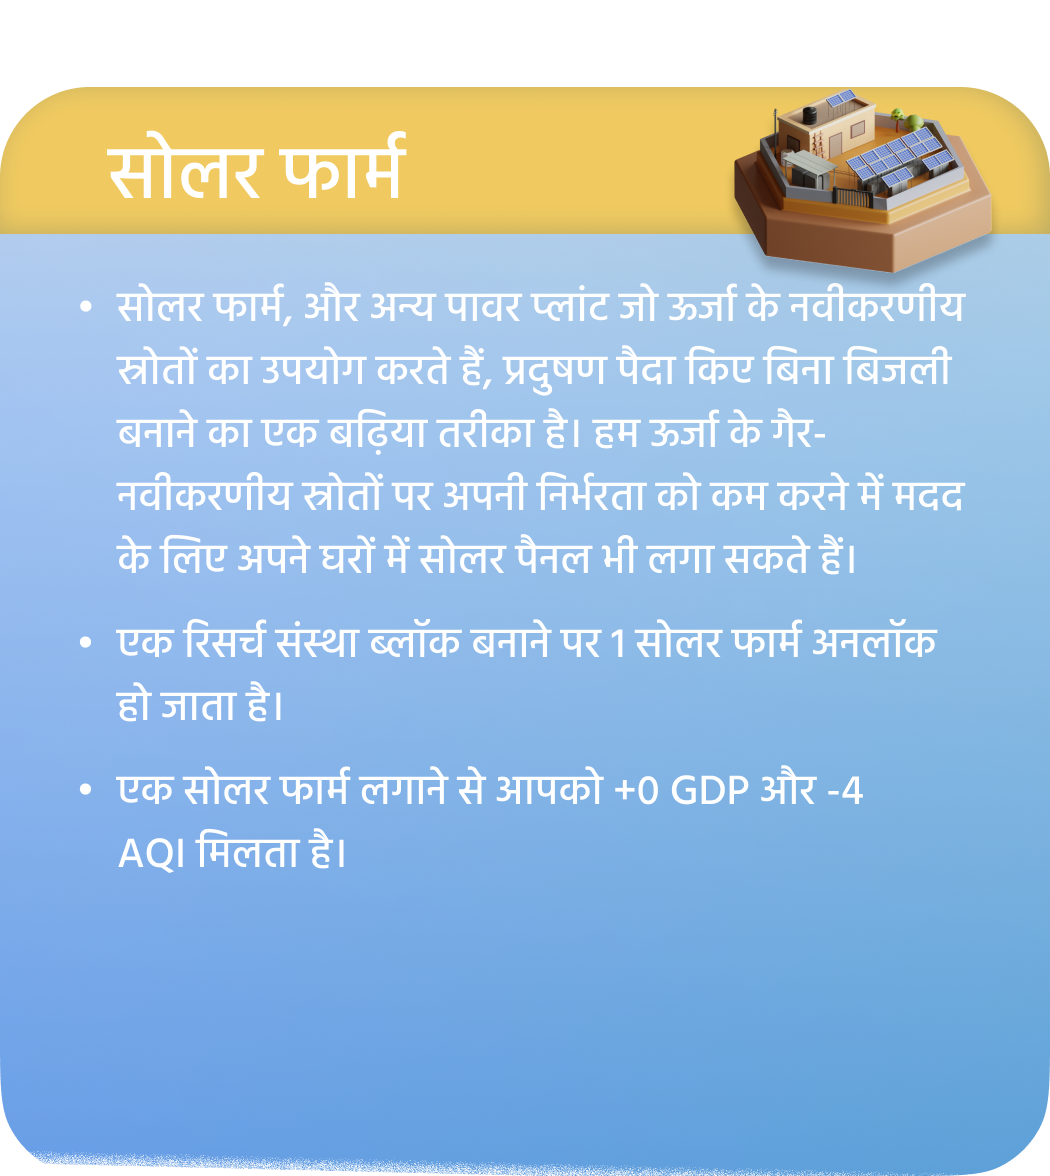 सोलर फार्म
• सोलर फार्म, और अन्य पावर प्लांट जो ऊर्जा के नवीकरणीय
स्रोतों का उपयोग करते हैं, प्रदुषण पैदा किए बिना बिजली
बनाने का एक बढ़िया तरीका है। हम ऊर्जा के गैर-
नवीकरणीय स्रोतों पर अपनी निर्भरता को कम करने में मदद
के लिए अपने घरों में सोलर पैनल भी लगा सकते हैं।
• एक रिसर्च संस्था ब्लॉक बनाने पर 1 सोलर फार्म अनलॉक
हो जाता है।
• एक सोलर फार्म लगाने से आपको +0 GDP और -4
AQI मिलता है।